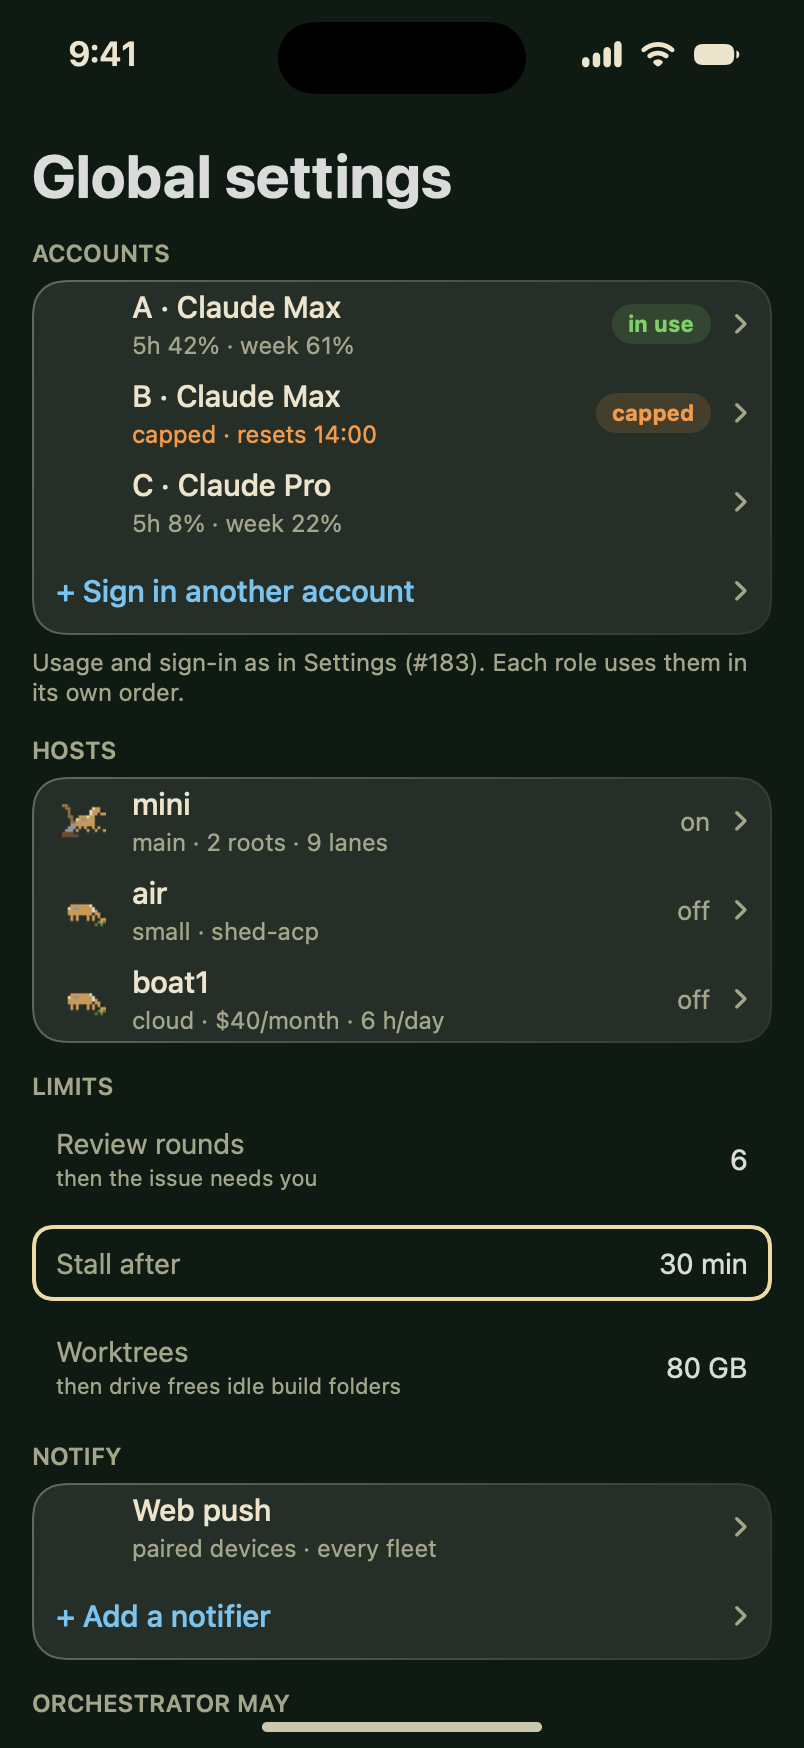 9:41
Global settings
ACCOUNTS
A · Claude Max
in use
5h 42% · week 61%
B · Claude Max
capped
capped · resets 14:00
C · Claude Pro
5h 8% · week 22%
+ Sign in another account
Usage and sign-in as in Settings (#183). Each role uses them in
its own order.
HOSTS
mini
on
main · 2 roots · 9 lanes
air
off
small · shed-acp
boat1
off
cloud · $40/month · 6 h/day
LIMITS
Review rounds
6
then the issue needs you
Stall after
30 min
Worktrees
80 GB
then drive frees idle build folders
NOTIFY
Web push
paired devices · every fleet
+ Add a notifier
ORCHESTRATOR MAY